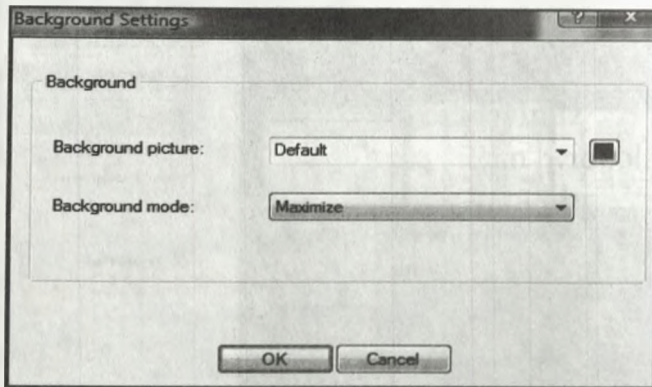 Background Settings
Background
Background picture: Default
Background mode: Maximize
OK Cancel